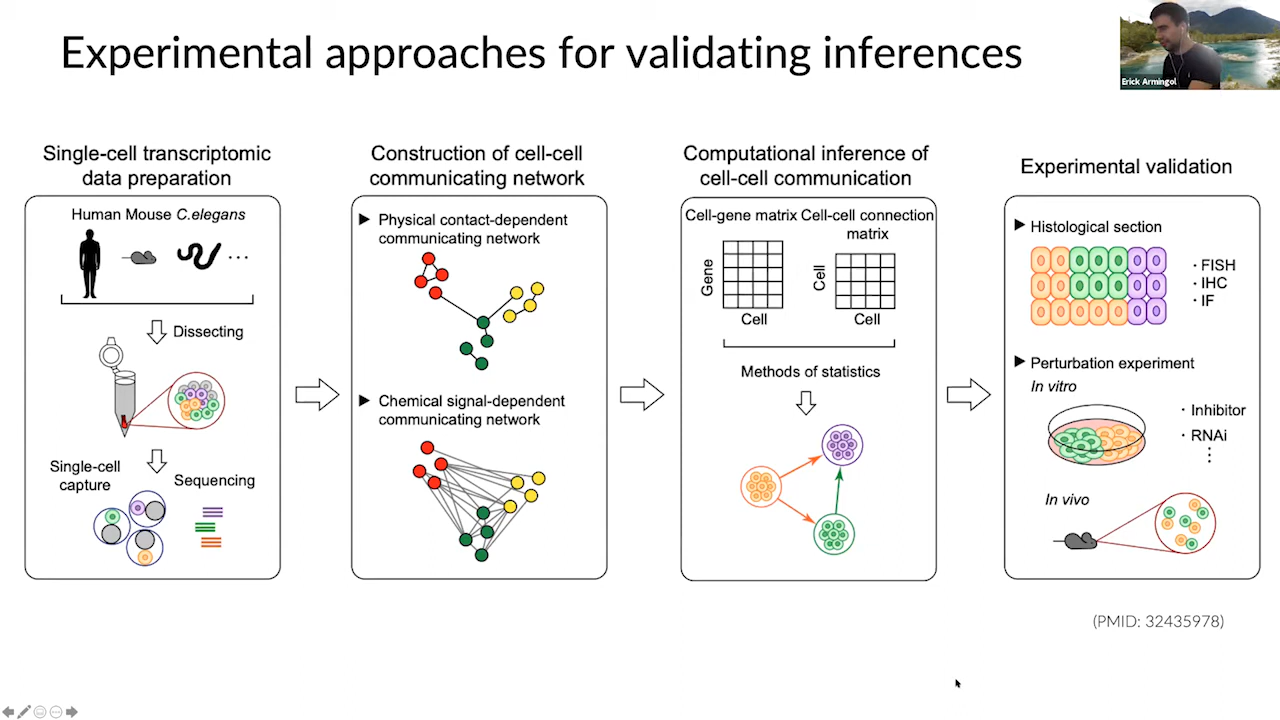 Experimental approaches for validating inferences
Erick Armingol
Single-cell transcriptomic
data preparation
Human Mouse C.elegans
...
Dissecting
Single-cell
capture
Sequencing
Construction of cell-cell
communicating network
Physical contact-dependent
communicating network
Chemical signal-dependent
communicating network
Computational inference of
cell-cell communication
Cell-gene matrix Cell-cell connection
matrix
Gene
Cell
Cell
Cell
Methods of statistics
Experimental validation
Histological section
· FISH
· IHC
· IF
Perturbation experiment
In vitro
· Inhibitor
· RNAi
⋮
In vivo
(PMID: 32435978)